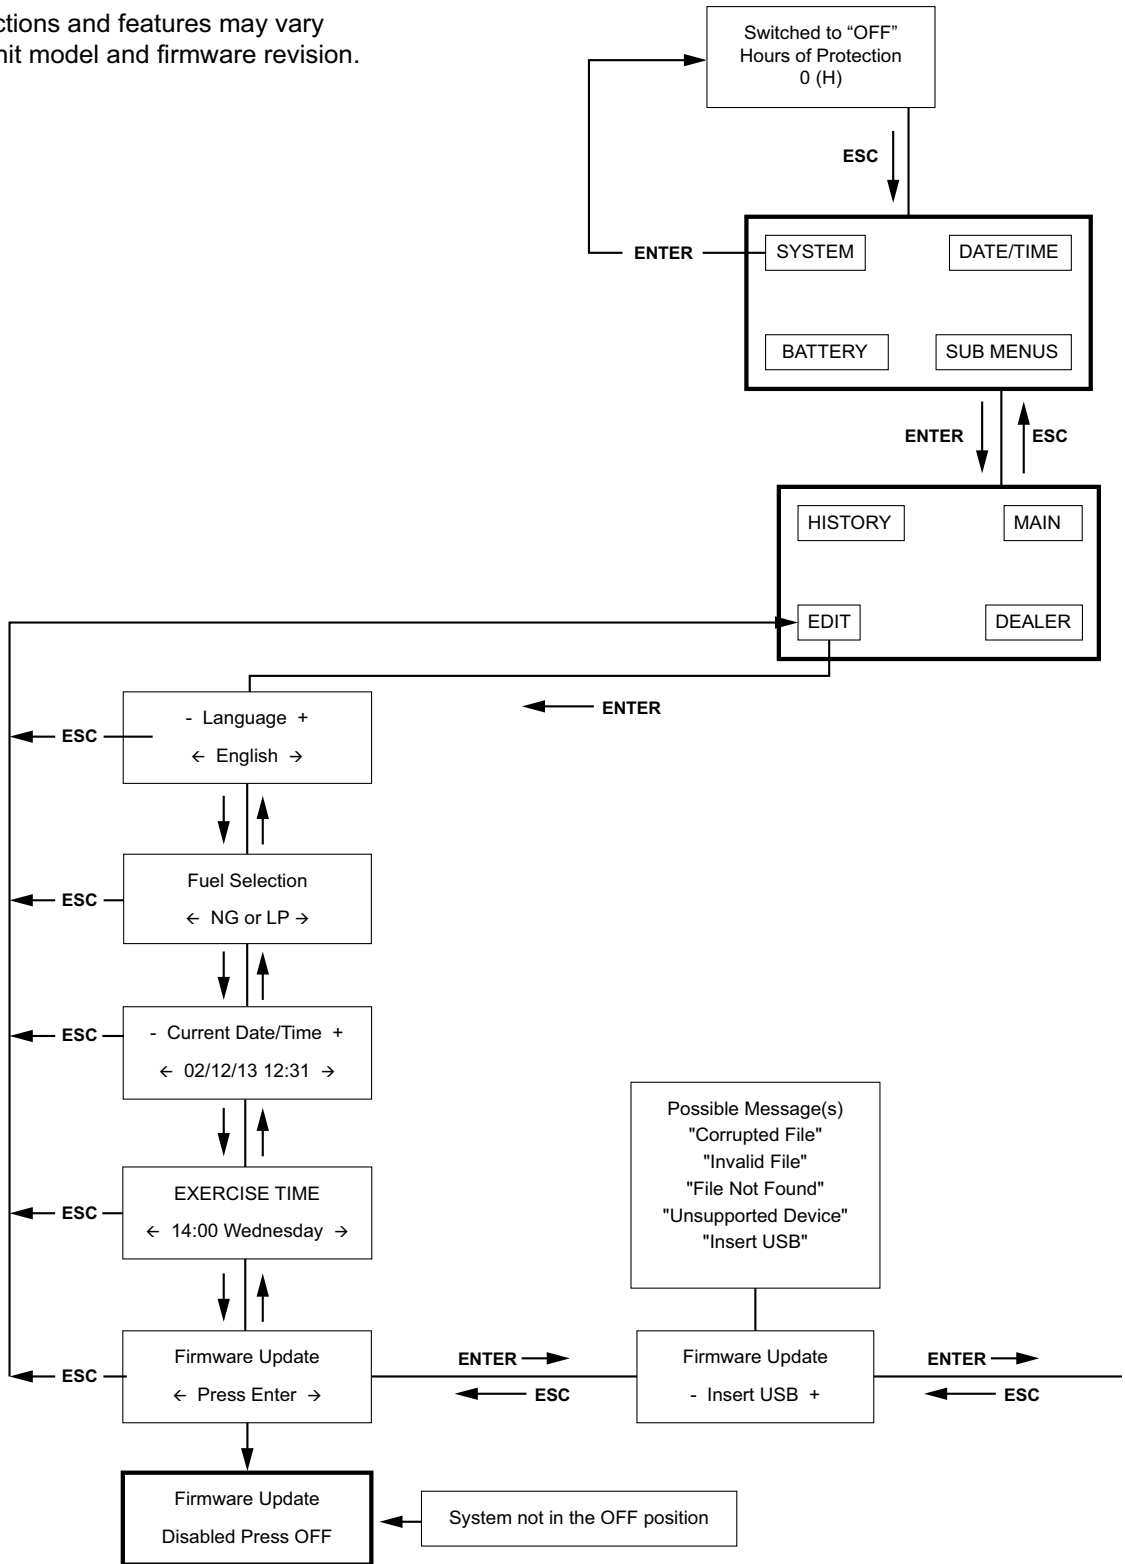 ctions and features may vary
nit model and firmware revision.
Switched to “OFF”
Hours of Protection
0 (H)
ESC
ENTER
SYSTEM
DATE/TIME
BATTERY
SUB MENUS
ENTER
ESC
HISTORY
MAIN
EDIT
DEALER
ENTER
- Language +
← English →
ESC
Fuel Selection
← NG or LP →
ESC
- Current Date/Time +
← 02/12/13 12:31 →
ESC
EXERCISE TIME
← 14:00 Wednesday →
ESC
Possible Message(s)
"Corrupted File"
"Invalid File"
"File Not Found"
"Unsupported Device"
"Insert USB"
Firmware Update
← Press Enter →
ESC
ENTER
ESC
Firmware Update
- Insert USB +
ENTER
ESC
Firmware Update
Disabled Press OFF
System not in the OFF position